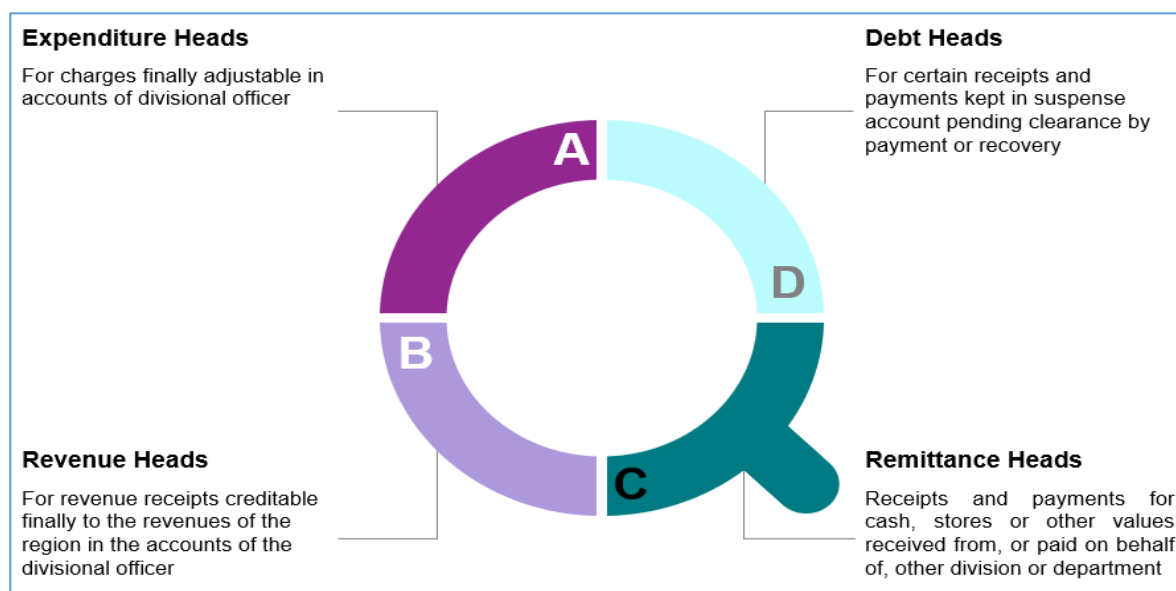 Expenditure Heads
For charges finally adjustable in
accounts of divisional officer
Debt Heads
For certain receipts and
payments kept in suspense
account pending clearance by
payment or recovery
A
D
B
C
Revenue Heads
For revenue receipts creditable
finally to the revenues of the
region in the accounts of the
divisional officer
Remittance Heads
Receipts and payments for
cash, stores or other values
received from, or paid on behalf
of, other division or department